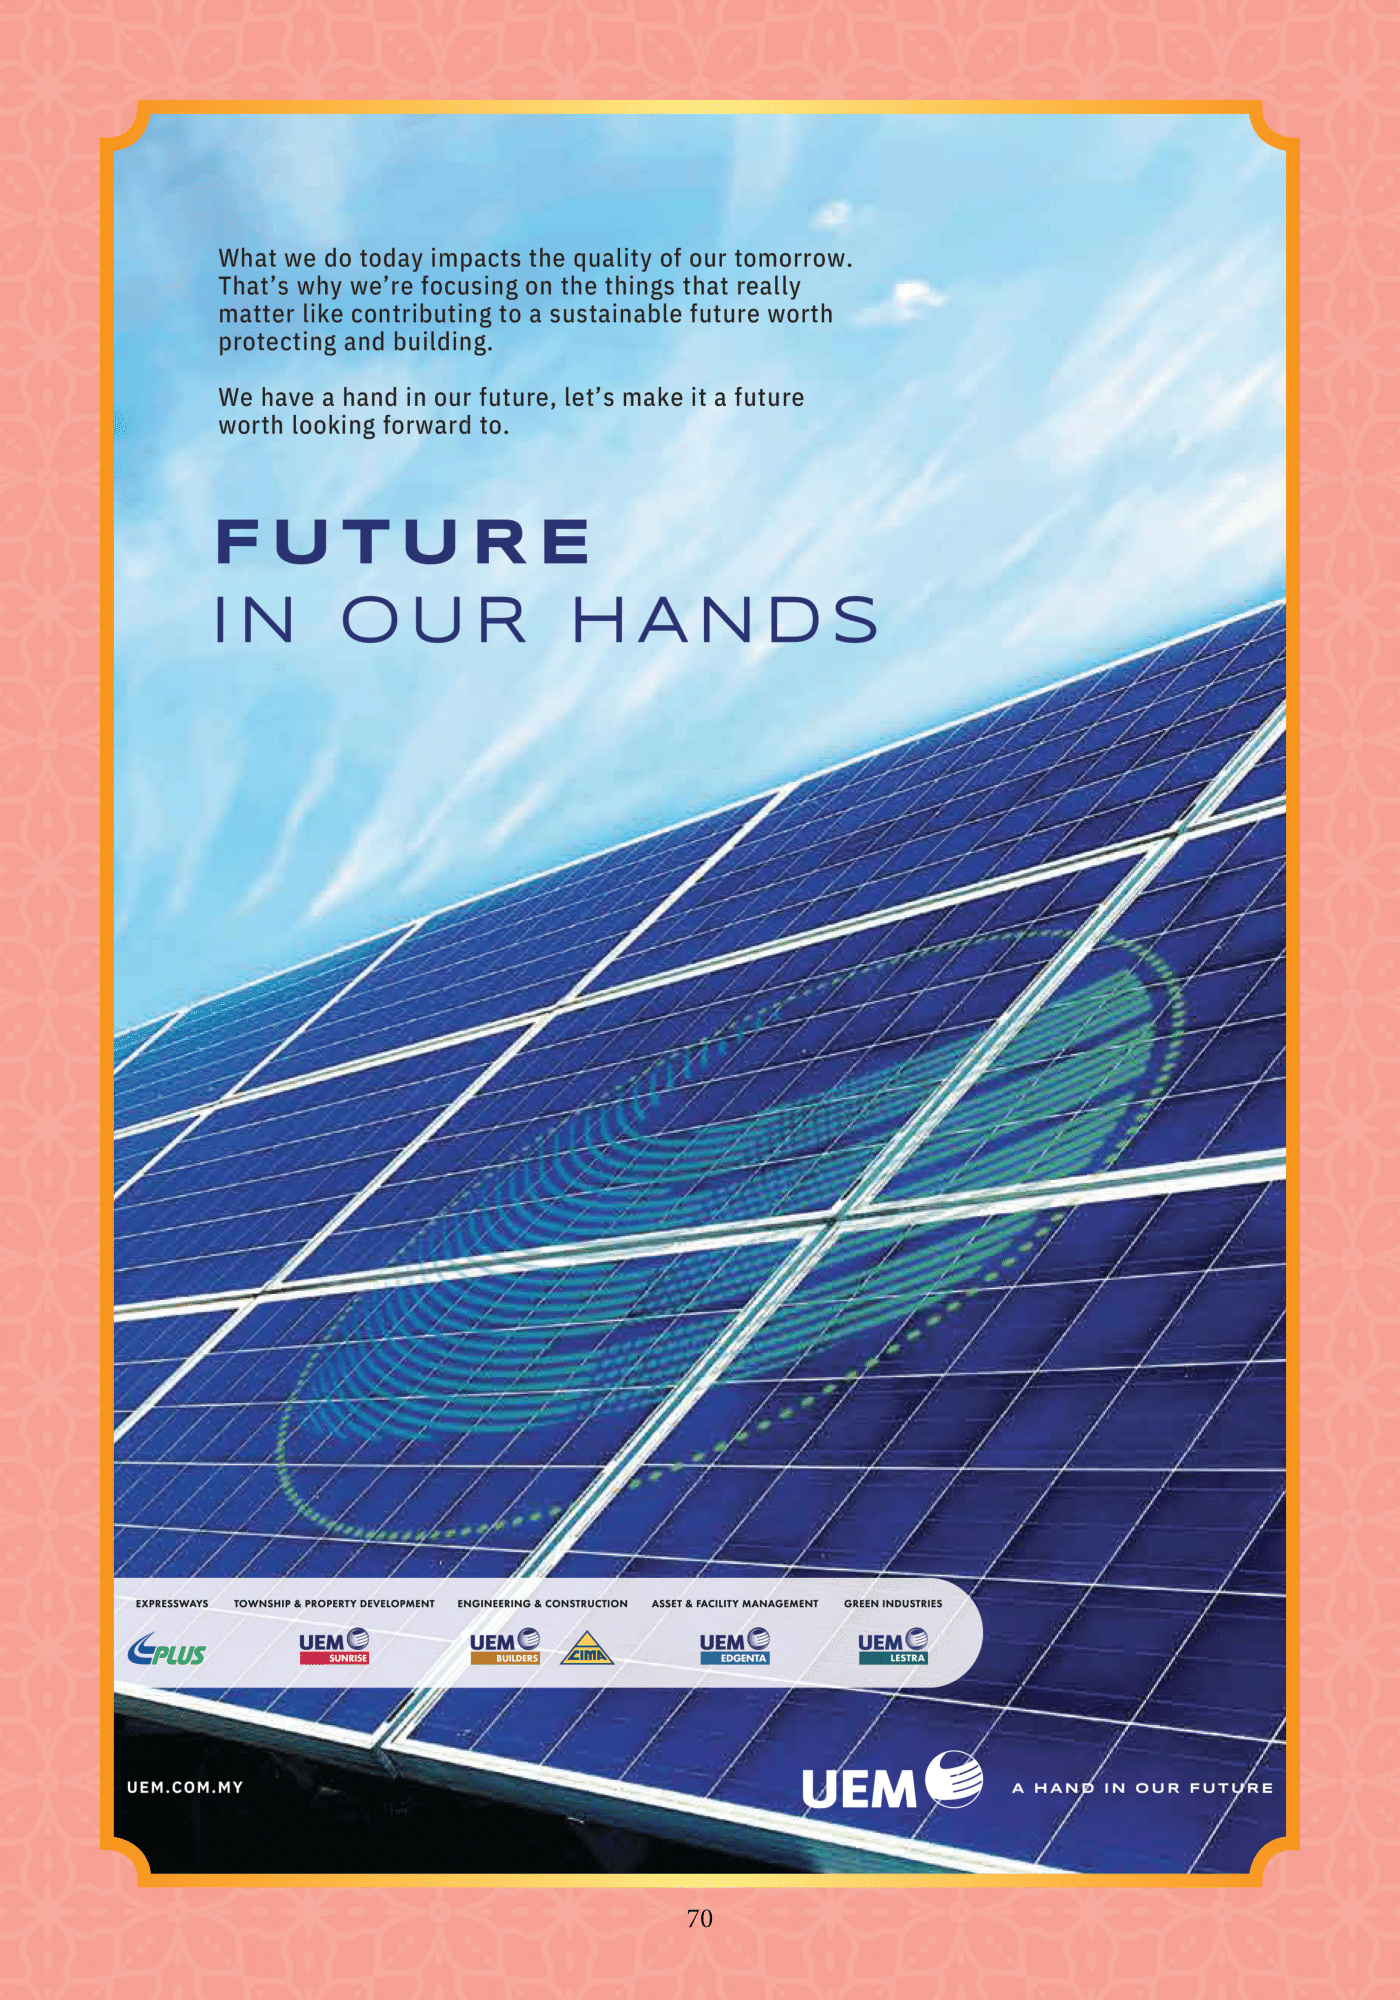 What we do today impacts the quality of our tomorrow.
That's why we're focusing on the things that really
matter like contributing to a sustainable future worth
protecting and building.
We have a hand in our future, let's make it a future
worth looking forward to.
FUTURE
IN OUR HANDS
EXPRESSWAYS
PLUS
TOWNSHIP & PROPERTY DEVELOPMENT
UEM
SUNRISE
ENGINEERING & CONSTRUCTION
UEM
BUILDERS
CIMA
ASSET & FACILITY MANAGEMENT
UEM
EDGENTA
GREEN INDUSTRIES
UEM
LESTRA
UEM.COM.MY
UEM
A HAND IN OUR FUTURE
70